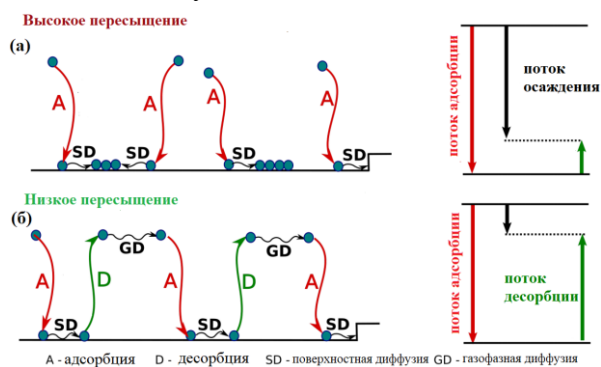 Высокое пересыщение
(а)
A
A
A
A
SD
SD
SD
SD
поток адсорбции
поток
осаждения
Низкое пересыщение
(б)
GD
GD
A
D
A
D
A
SD
SD
SD
поток адсорбции
поток
десорбции
A - адсорбция D - десорбция SD - поверхностная диффузия GD - газофазная диффузия